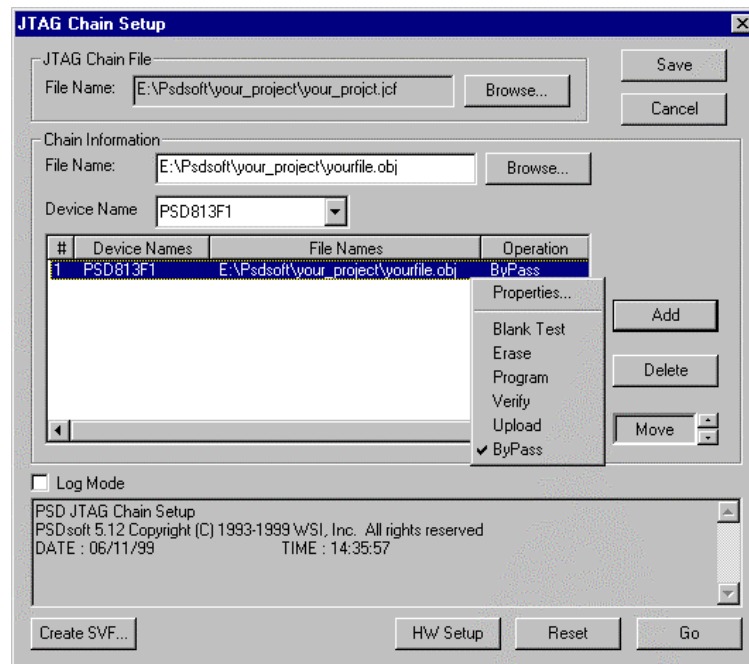 JTAG Chain Setup
JTAG Chain File
File Name: E:\Psdsoft\your_project\your_projct.jcf Browse...
Save
Cancel
Chain Information
File Name: E:\Psdsoft\your_project\yourfile.obj Browse...
Device Name PSD813F1
# Device Names File Names Operation
1 PSD813F1 E:\Psdsoft\your_project\yourfile.obj ByPass
Properties...
Blank Test
Erase
Program
Verify
Upload
ByPass
Add
Delete
Move
Log Mode
PSD JTAG Chain Setup
PSDsoft 5.12 Copyright (C) 1993-1999 WSI, Inc. All rights reserved
DATE : 06/11/99 TIME : 14:35:57
Create SVF... HW Setup Reset Go